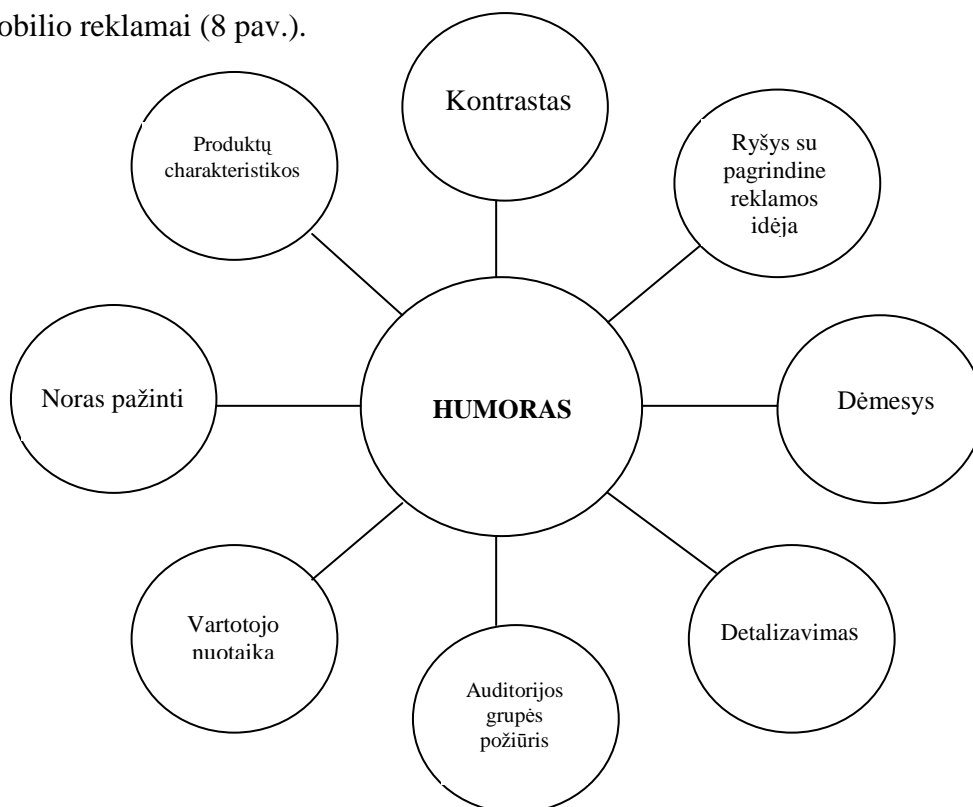 obilio reklamai (8 pav.).
Kontrastas
Produktų
charakteristikos
Ryšys su
pagrindine
reklamos
idėja
Noras pažinti
HUMORAS
Dėmesys
Vartotojo
nuotaika
Detalizavimas
Auditorijos
grupės
požiūris